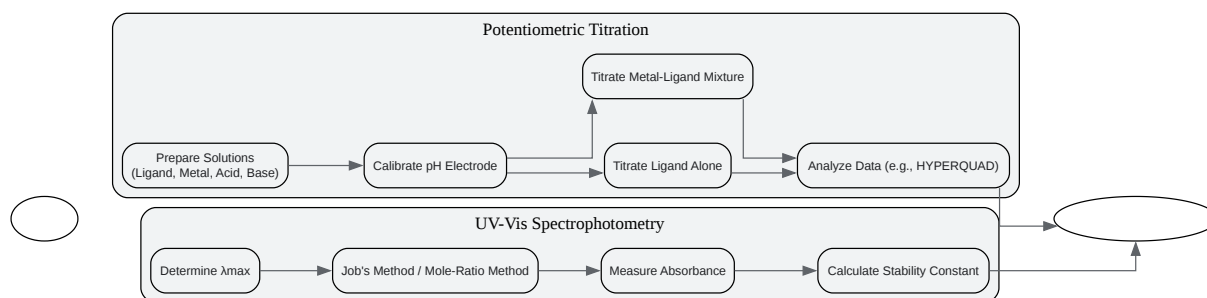 Potentiometric Titration
Titrate Metal-Ligand Mixture
Prepare Solutions
(Ligand, Metal, Acid, Base)
Calibrate pH Electrode
Titrate Ligand Alone
Analyze Data (e.g., HYPERQUAD)
UV-Vis Spectrophotometry
Determine λmax
Job's Method / Mole-Ratio Method
Measure Absorbance
Calculate Stability Constant